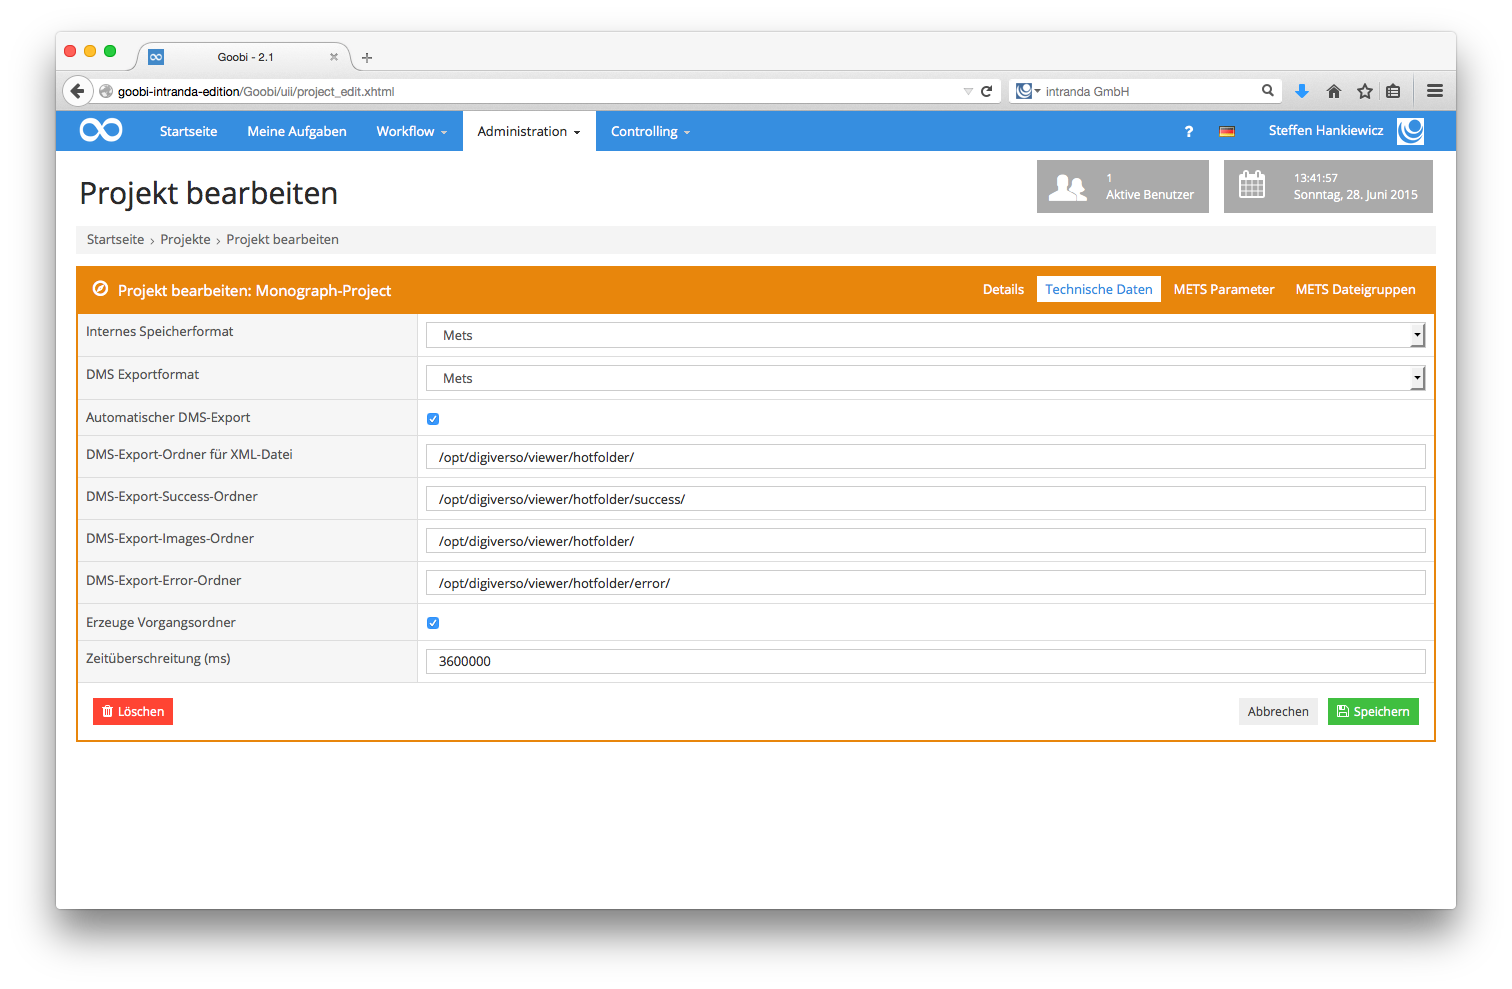 Goobi - 2.1
goobi-intranda-edition/Goobi/uii/project_edit.xhtml
intranda GmbH
Startseite Meine Aufgaben Workflow Administration Controlling ? Steffen Hankiewicz
Projekt bearbeiten
1
Aktive Benutzer
13:41:57
Sonntag, 28. Juni 2015
Startseite › Projekte › Projekt bearbeiten
Projekt bearbeiten: Monograph-Project
Details Technische Daten METS Parameter METS Dateigruppen
Internes Speicherformat Mets
DMS Exportformat Mets
Automatischer DMS-Export
DMS-Export-Ordner für XML-Datei /opt/digiverso/viewer/hotfolder/
DMS-Export-Success-Ordner /opt/digiverso/viewer/hotfolder/success/
DMS-Export-Images-Ordner /opt/digiverso/viewer/hotfolder/
DMS-Export-Error-Ordner /opt/digiverso/viewer/hotfolder/error/
Erzeuge Vorgangsordner
Zeitüberschreitung (ms) 3600000
Löschen Abbrechen Speichern